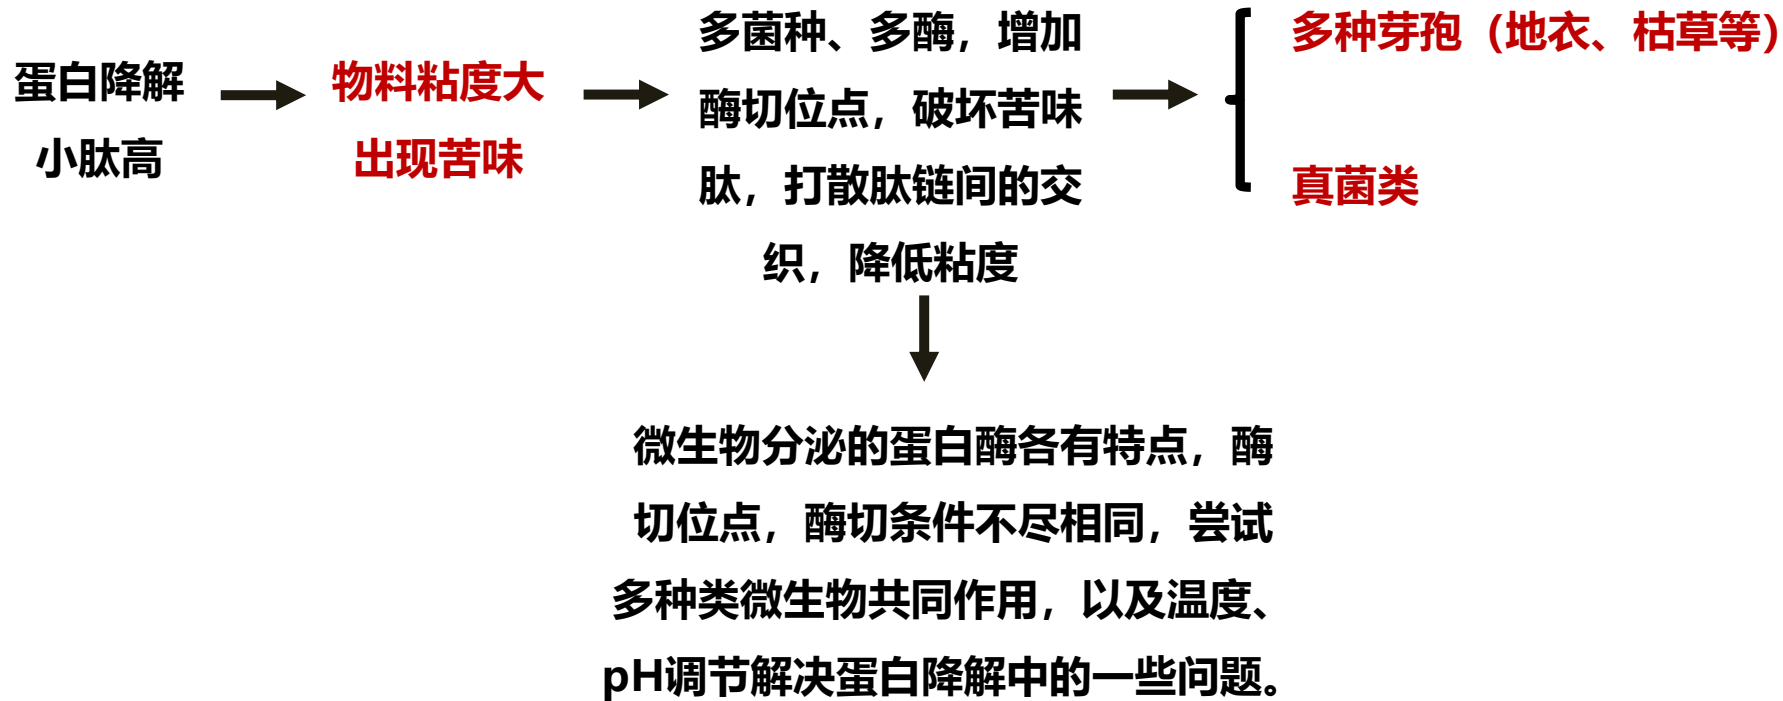 蛋白降解
小肽高
物料粘度大
出现苦味
多菌种、多酶，增加
酶切位点，破坏苦味
肽，打散肽链间的交
织，降低粘度
多种芽孢（地衣、枯草等）
真菌类
微生物分泌的蛋白酶各有特点，酶
切位点，酶切条件不尽相同，尝试
多种类微生物共同作用，以及温度、
pH调节解决蛋白降解中的一些问题。